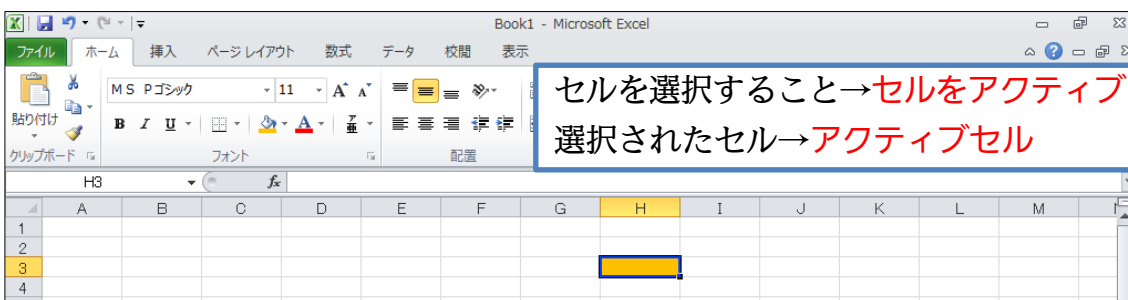 Book1 - Microsoft Excel
ファイル ホーム 挿入 ページ レイアウト 数式 データ 校閲 表示
セルを選択すること→セルをアクティブ
選択されたセル→アクティブセル
貼り付け
MS Pゴシック 11 A A
B I U A
クリップボード フォント 配置
H3 fx
A B C D E F G H I J K L M
1
2
3
4